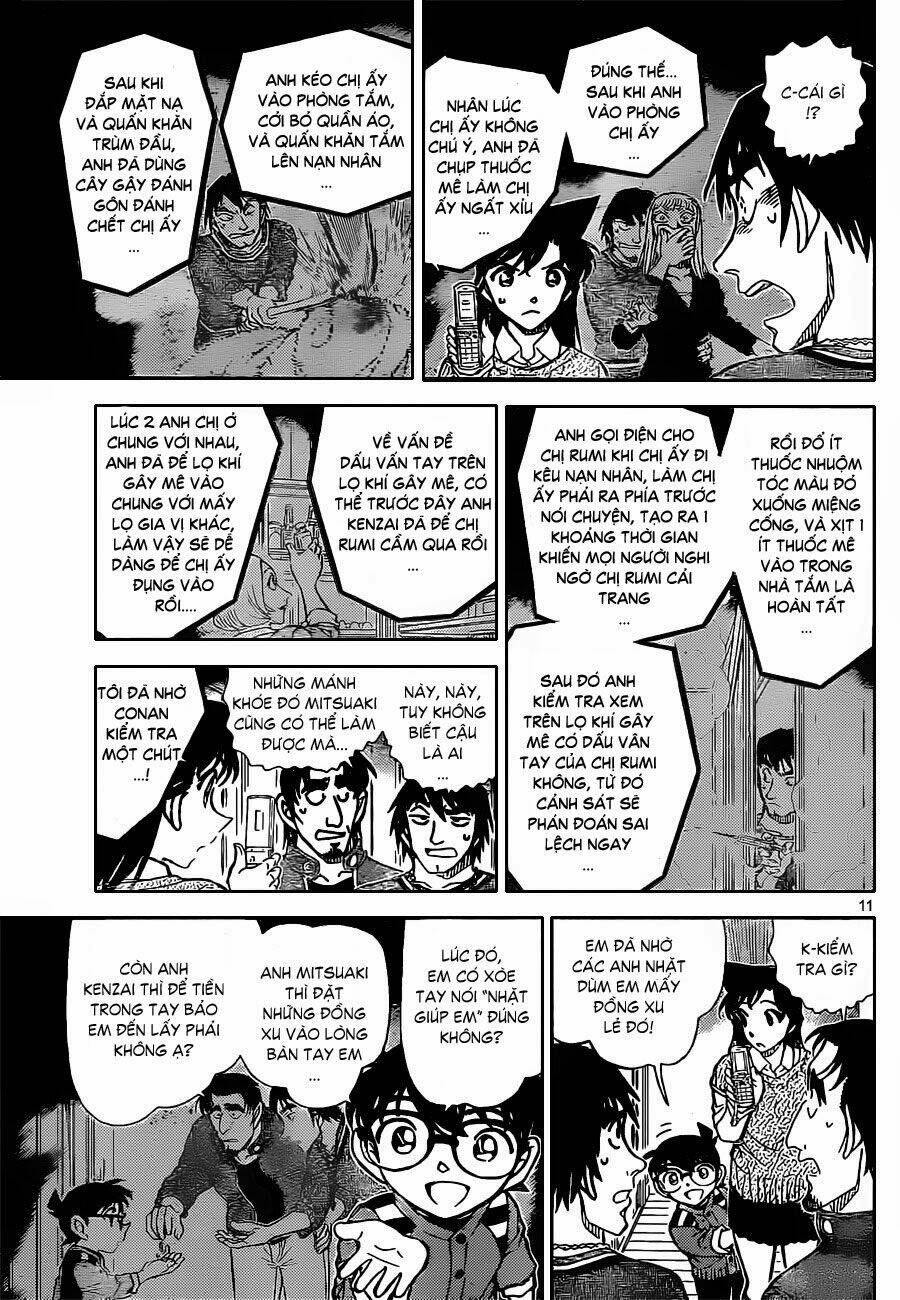 C-CÁI GÌ
!?
ĐÚNG THẾ...
SAU KHI ANH
VÀO PHÒNG
CHỊ ẤY
...
NHÂN LÚC
CHỊ ẤY KHÔNG
CHÚ Ý, ANH ĐÃ
CHỤP THUỐC
MÊ LÀM CHỊ
ẤY NGẤT XỈU
...
ANH KÉO CHỊ ẤY
VÀO PHÒNG TẮM,
CỞI BỎ QUẦN ÁO,
VÀ QUẤN KHĂN TẮM
LÊN NẠN NHÂN
...
SAU KHI
ĐẮP MẶT NẠ
VÀ QUẤN KHĂN
TRÙM ĐẦU,
ANH ĐÃ DÙNG
CÂY GẬY ĐÁNH
GÔN ĐÁNH
CHẾT CHỊ ẤY
...
RỒI ĐỔ ÍT
THUỐC NHUỘM
TÓC MÀU ĐỎ
XUỐNG MIỆNG
CỐNG, VÀ XỊT 1
ÍT THUỐC MÊ
VÀO TRONG
NHÀ TẮM LÀ
HOÀN TẤT
...
ANH GỌI ĐIỆN CHO
CHỊ RUMI KHI CHỊ ẤY ĐI
KÊU NẠN NHÂN, LÀM CHỊ
ẤY PHẢI RA PHÍA TRƯỚC
NÓI CHUYỆN, TẠO RA 1
KHOẢNG THỜI GIAN
KHIẾN MỌI NGƯỜI NGHI
NGỜ CHỊ RUMI CẢI
TRANG
...
SAU ĐÓ ANH
KIỂM TRA XEM
TRÊN LỌ KHÍ GÂY
MÊ CÓ DẤU VÂN
TAY CỦA CHỊ RUMI
KHÔNG, TỪ ĐÓ
CẢNH SÁT SẼ
PHÁN ĐOÁN SAI
LỆCH NGAY
...
VỀ VẤN ĐỀ
DẤU VẤN TAY TRÊN
LỌ KHÍ GÂY MÊ, CÓ
THỂ TRƯỚC ĐÂY ANH
KENZAI ĐÃ ĐỂ CHỊ
RUMI CẦM QUA RỒI
...
LÚC 2 ANH CHỊ Ở
CHUNG VỚI NHAU,
ANH ĐÃ ĐỂ LỌ KHÍ
GÂY MÊ VÀO
CHUNG VỚI MẤY
LỌ GIA VỊ KHÁC,
LÀM VẬY SẼ DỄ
DÀNG ĐỂ CHỊ ẤY
ĐỤNG VÀO
RỒI....
NÀY, NÀY,
TUY KHÔNG
BIẾT CẬU
LÀ AI
...
NHỮNG MÁNH
KHÓE ĐÓ MITSUAKI
CŨNG CÓ THỂ LÀM
ĐƯỢC MÀ...
TÔI ĐÃ NHỜ
CONAN
KIỂM TRA
MỘT CHÚT
...!
11
K-KIỂM
TRA GÌ?
EM ĐÃ NHỜ
CÁC ANH NHẶT
DÙM EM MẤY
ĐỒNG XU
LẺ ĐÓ!
LÚC ĐÓ,
EM CÓ XÒE
TAY NÓI "NHẶT
GIÚP EM" ĐÚNG
KHÔNG?
ANH MITSUAKI
THÌ ĐẶT
NHỮNG ĐỒNG
XU VÀO LÒNG
BÀN TAY EM
...
CÒN ANH
KENZAI THÌ ĐỂ TIỀN
TRONG TAY BẢO
EM ĐẾN LẤY PHẢI
KHÔNG Ạ?